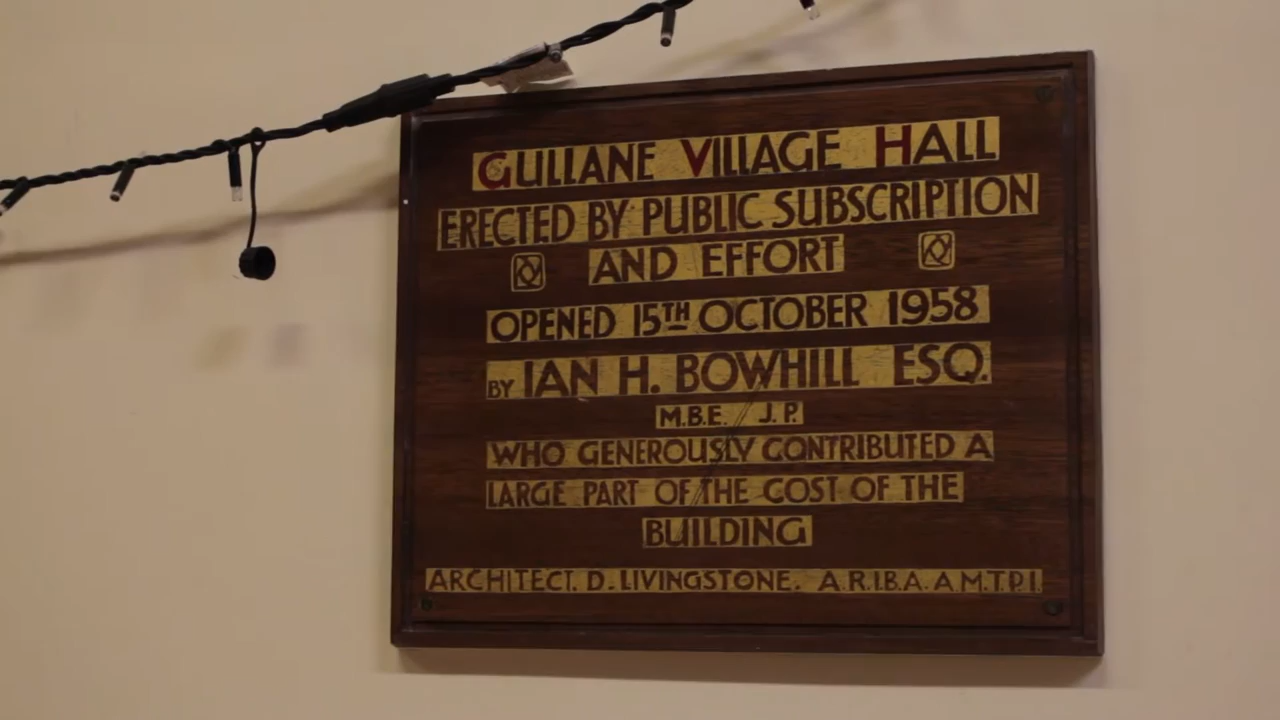 GULLANE VILLAGE HALL
ERECTED BY PUBLIC SUBSCRIPTION
AND EFFORT
OPENED 15TH OCTOBER 1958
BY IAN H. BOWHILL ESQ.
M.B.E. J.P.
WHO GENEROUSLY CONTRIBUTED A
LARGE PART OF THE COST OF THE
BUILDING
ARCHITECT. D. LIVINGSTONE. A.R.I.B.A. A.M.T.P.I.